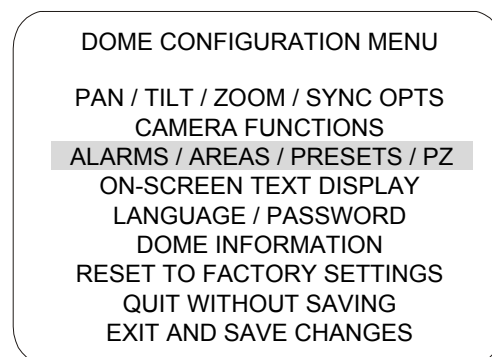 DOME CONFIGURATION MENU
PAN / TILT / ZOOM / SYNC OPTS
CAMERA FUNCTIONS
ALARMS / AREAS / PRESETS / PZ
ON-SCREEN TEXT DISPLAY
LANGUAGE / PASSWORD
DOME INFORMATION
RESET TO FACTORY SETTINGS
QUIT WITHOUT SAVING
EXIT AND SAVE CHANGES